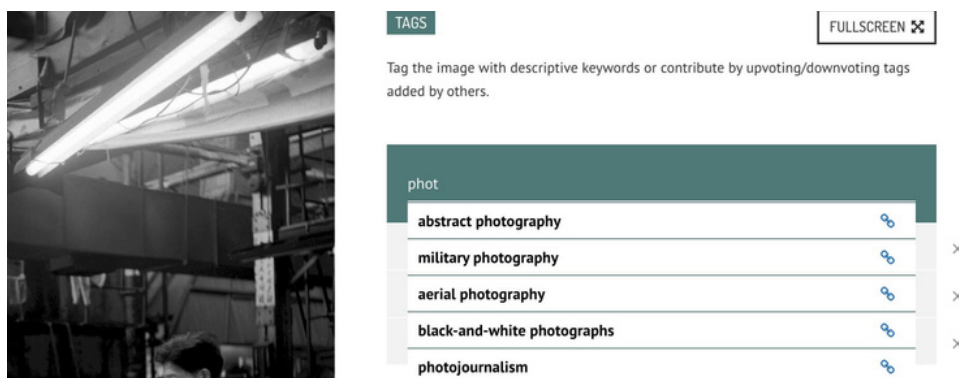 TAGS
FULLSCREEN
Tag the image with descriptive keywords or contribute by upvoting/downvoting tags
added by others.
phot
abstract photography
military photography
aerial photography
black-and-white photographs
photojournalism